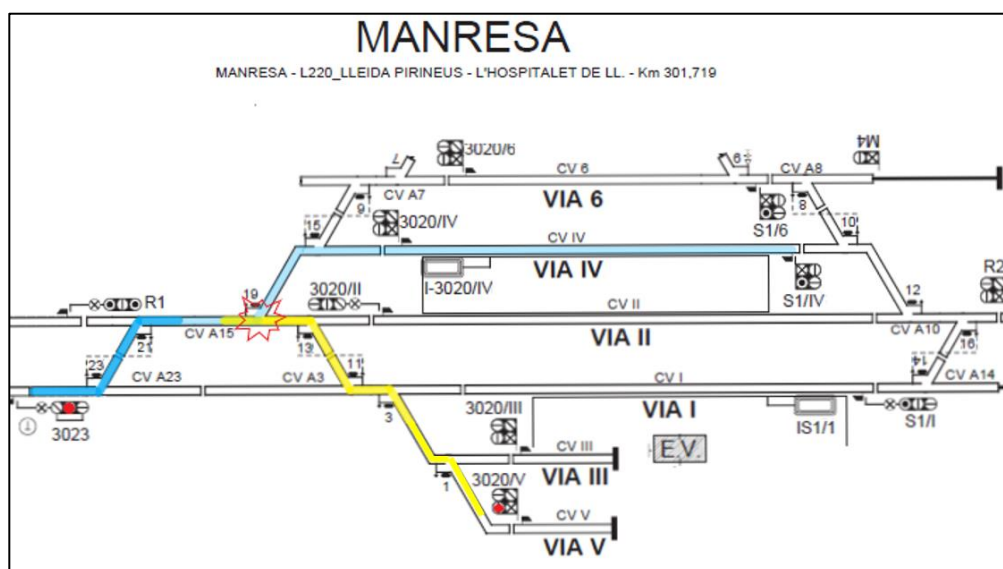 MANRESA
MANRESA - L220_LLEIDA PIRINEUS - L'HOSPITALET DE LL. - Km 301,719
7
3020/6
CV 6
6
CV A8
M4
CV A7
VIA 6
9
15
3020/IV
S1/6
8
10
CV IV
VIA IV
I-3020/IV
S1/IV
12
R2
R1
19
3020/II
CV II
CV A15
VIA II
CV A10
21
13
16
23
11
14
CV A23
CV A3
CV I
CV A14
3023
3
3020/III
VIA I
IS1/1
S1/I
CV III
E.V.
VIA III
3020/V
1
CV V
VIA V